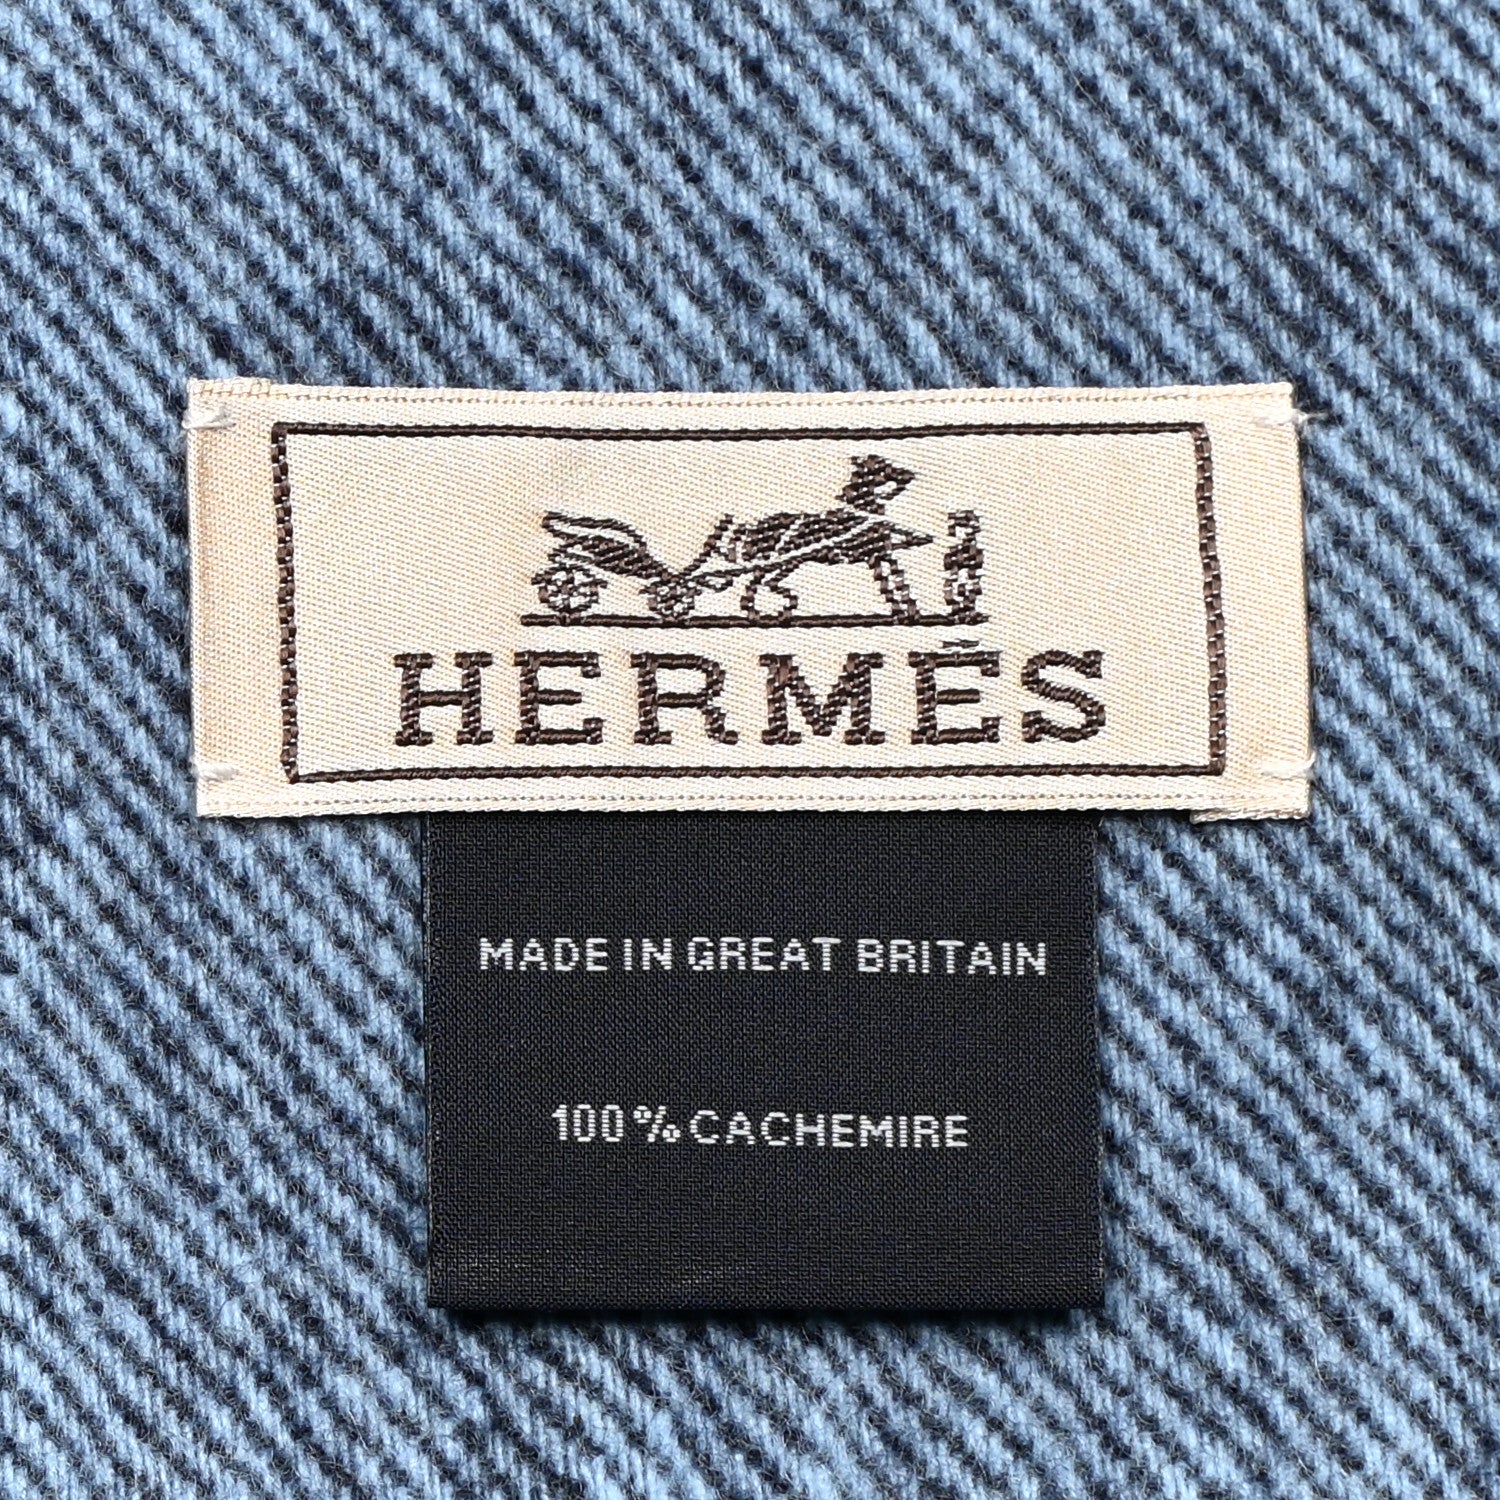 HERMÈS
MADE IN GREAT BRITAIN
100% CACHEMIRE